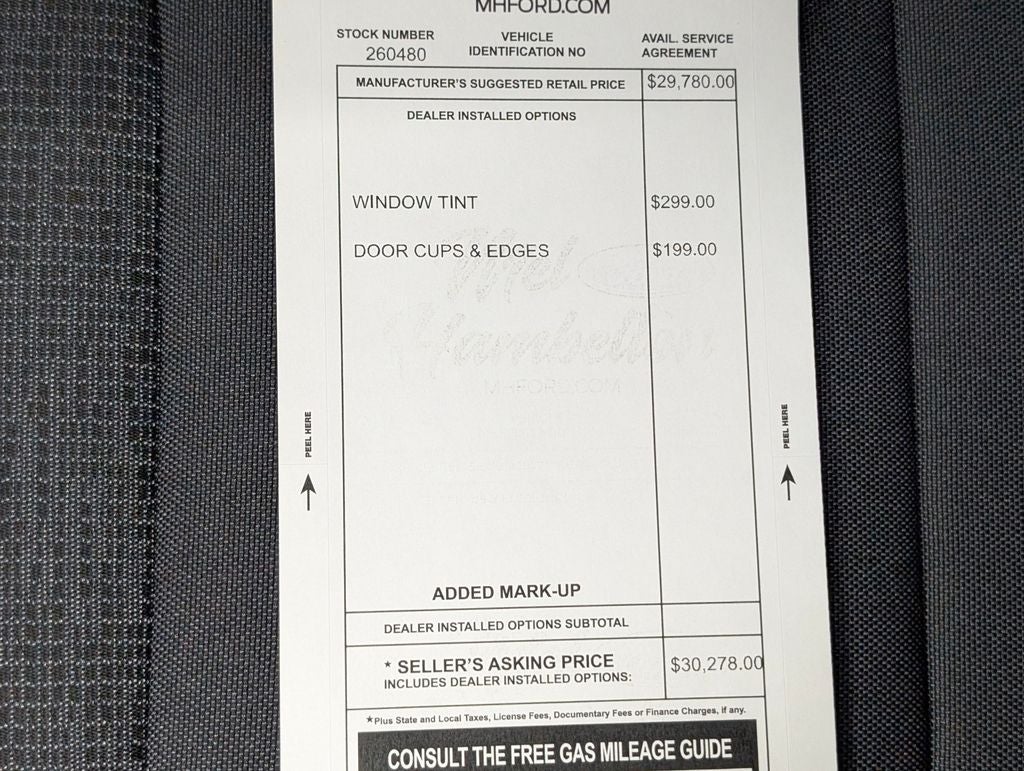 MHFORD.COM
STOCK NUMBER
260480
VEHICLE
IDENTIFICATION NO
AVAIL. SERVICE
AGREEMENT
MANUFACTURER'S SUGGESTED RETAIL PRICE $29,780.00
DEALER INSTALLED OPTIONS
WINDOW TINT $299.00
DOOR CUPS & EDGES $199.00
Mel
Hambelton
MHFORD.COM
PEEL HERE
PEEL HERE
ADDED MARK-UP
DEALER INSTALLED OPTIONS SUBTOTAL
* SELLER'S ASKING PRICE $30,278.00
INCLUDES DEALER INSTALLED OPTIONS:
*Plus State and Local Taxes, License Fees, Documentary Fees or Finance Charges, if any.
CONSULT THE FREE GAS MILEAGE GUIDE